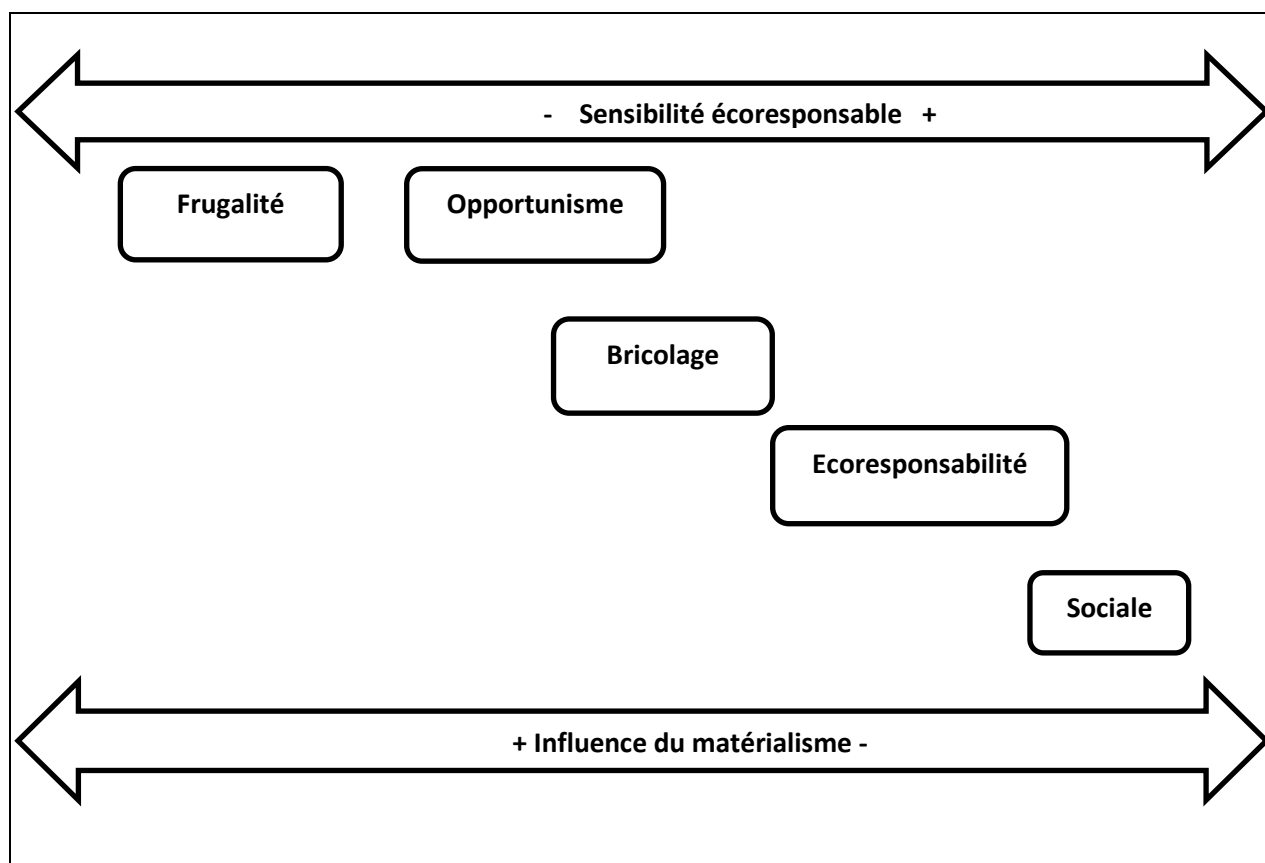 - Sensibilité écoresponsable +
Frugalité
Opportunisme
Bricolage
Ecoresponsabilité
Sociale
+ Influence du matérialisme -